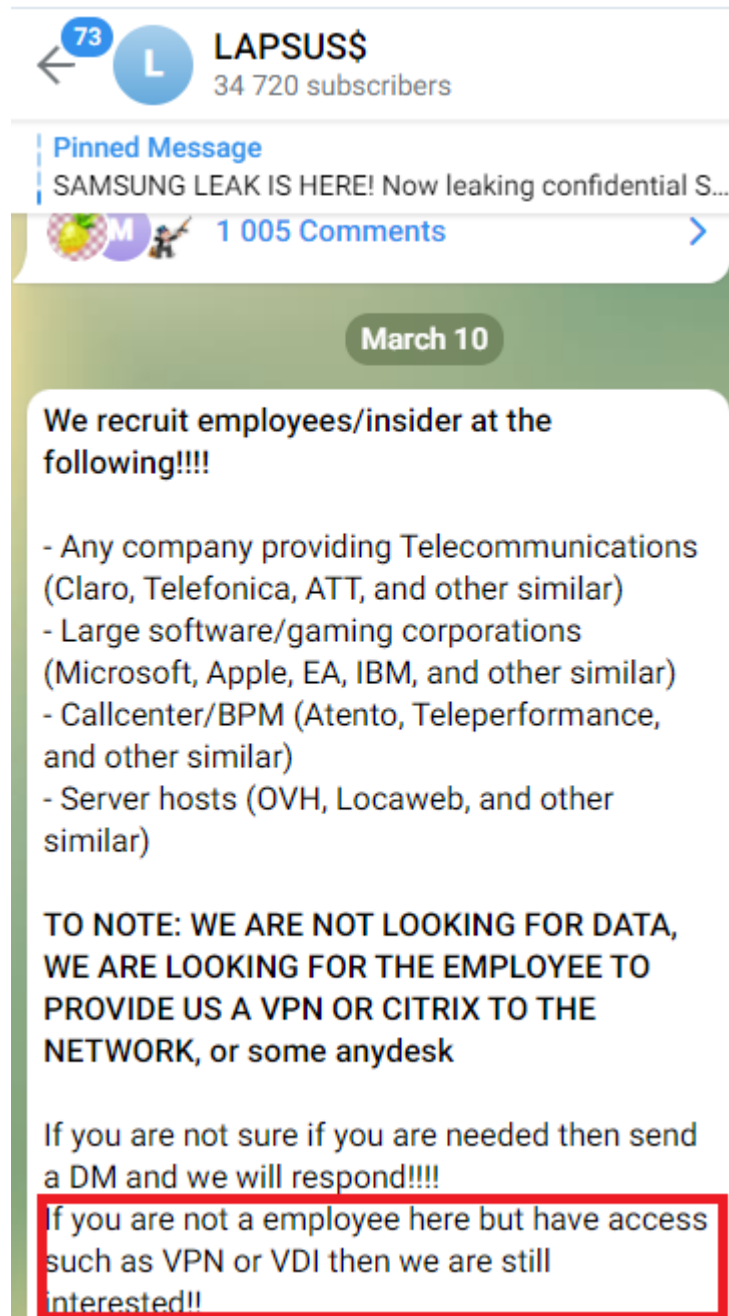 73
L
LAPSUS$
34 720 subscribers
Pinned Message
SAMSUNG LEAK IS HERE! Now leaking confidential S...
M
1 005 Comments
March 10
We recruit employees/insider at the
following!!!!
- Any company providing Telecommunications
(Claro, Telefonica, ATT, and other similar)
- Large software/gaming corporations
(Microsoft, Apple, EA, IBM, and other similar)
- Callcenter/BPM (Atento, Teleperformance,
and other similar)
- Server hosts (OVH, Locaweb, and other
similar)
TO NOTE: WE ARE NOT LOOKING FOR DATA,
WE ARE LOOKING FOR THE EMPLOYEE TO
PROVIDE US A VPN OR CITRIX TO THE
NETWORK, or some anydesk
If you are not sure if you are needed then send
a DM and we will respond!!!!
If you are not a employee here but have access
such as VPN or VDI then we are still
interested!!